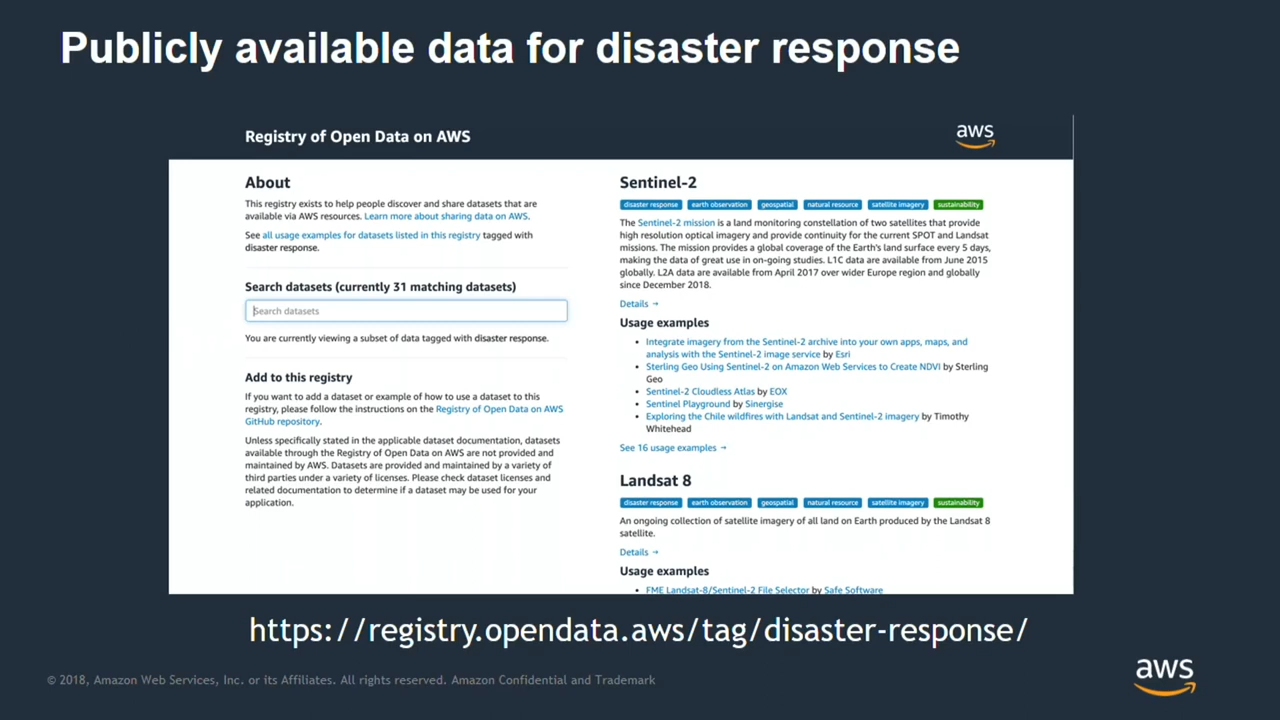 Publicly available data for disaster response
Registry of Open Data on AWS
aws
About
This registry exists to help people discover and share datasets that are
available via AWS resources. Learn more about sharing data on AWS.
See all usage examples for datasets listed in this registry tagged with
disaster response.
Search datasets (currently 31 matching datasets)
Search datasets
You are currently viewing a subset of data tagged with disaster response.
Add to this registry
If you want to add a dataset or example of how to use a dataset to this
registry, please follow the instructions on the Registry of Open Data on AWS
GitHub repository.
Unless specifically stated in the applicable dataset documentation, datasets
available through the Registry of Open Data on AWS are not provided and
maintained by AWS. Datasets are provided and maintained by a variety of
third parties under a variety of licenses. Please check dataset licenses and
related documentation to determine if a dataset may be used for your
application.
Sentinel-2
disaster response earth observation geospatial natural resource satellite imagery sustainability
The Sentinel-2 mission is a land monitoring constellation of two satellites that provide
high resolution optical imagery and provide continuity for the current SPOT and Landsat
missions. The mission provides a global coverage of the Earth's land surface every 5 days,
making the data of great use in on-going studies. L1C data are available from June 2015
globally. L2A data are available from April 2017 over wider Europe region and globally
since December 2018.
Details →
Usage examples
• Integrate imagery from the Sentinel-2 archive into your own apps, maps, and
analysis with the Sentinel-2 image service by Esri
• Sterling Geo Using Sentinel-2 on Amazon Web Services to Create NDVI by Sterling
Geo
• Sentinel-2 Cloudless Atlas by EOX
• Sentinel Playground by Sinergise
• Exploring the Chile wildfires with Landsat and Sentinel-2 imagery by Timothy
Whitehead
See 16 usage examples →
Landsat 8
disaster response earth observation geospatial natural resource satellite imagery sustainability
An ongoing collection of satellite imagery of all land on Earth produced by the Landsat 8
satellite.
Details →
Usage examples
• FME Landsat-8/Sentinel-2 File Selector by Safe Software
https://registry.opendata.aws/tag/disaster-response/
© 2018, Amazon Web Services, Inc. or its Affiliates. All rights reserved. Amazon Confidential and Trademark
aws